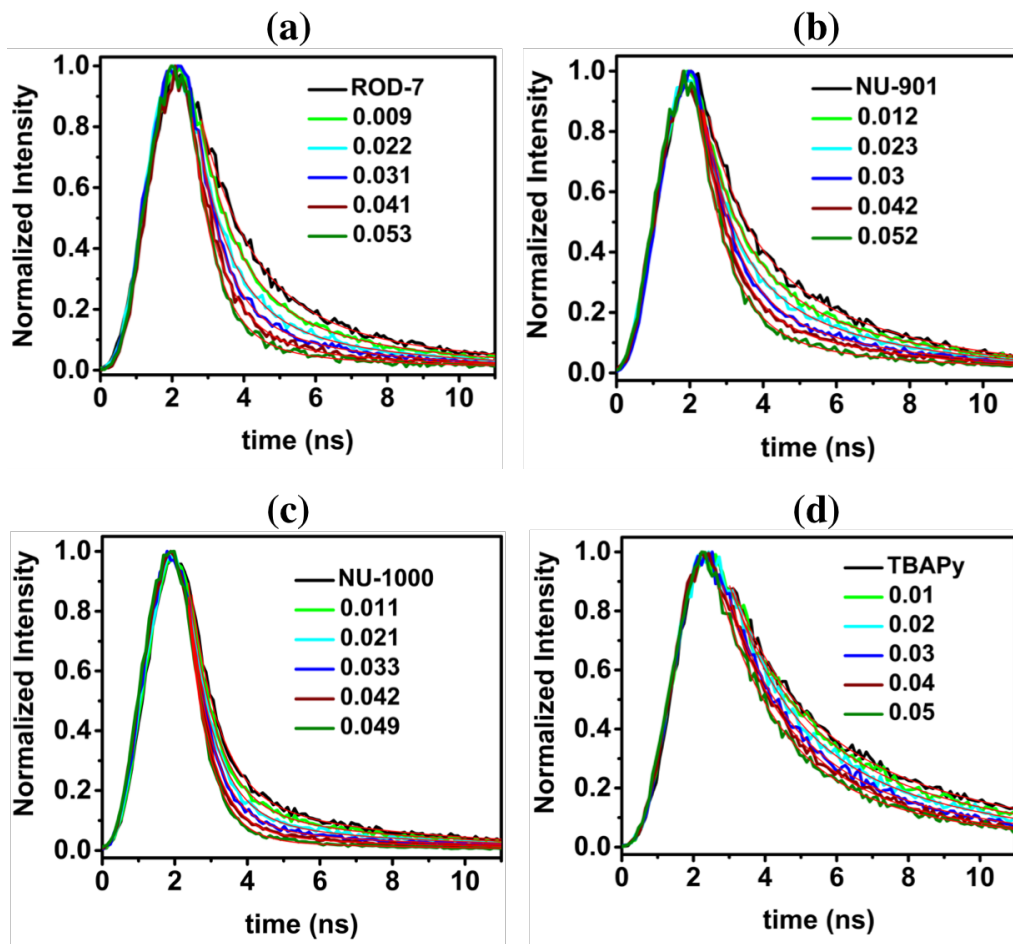 (a)
Normalized Intensity
1.0
0.8
0.6
0.4
0.2
0.0
ROD-7
0.009
0.022
0.031
0.041
0.053
0 2 4 6 8 10
time (ns)
(b)
Normalized Intensity
1.0
0.8
0.6
0.4
0.2
0.0
NU-901
0.012
0.023
0.03
0.042
0.052
0 2 4 6 8 10
time (ns)
(c)
Normalized Intensity
1.0
0.8
0.6
0.4
0.2
0.0
NU-1000
0.011
0.021
0.033
0.042
0.049
0 2 4 6 8 10
time (ns)
(d)
Normalized Intensity
1.0
0.8
0.6
0.4
0.2
0.0
TBAPy
0.01
0.02
0.03
0.04
0.05
0 2 4 6 8 10
time (ns)